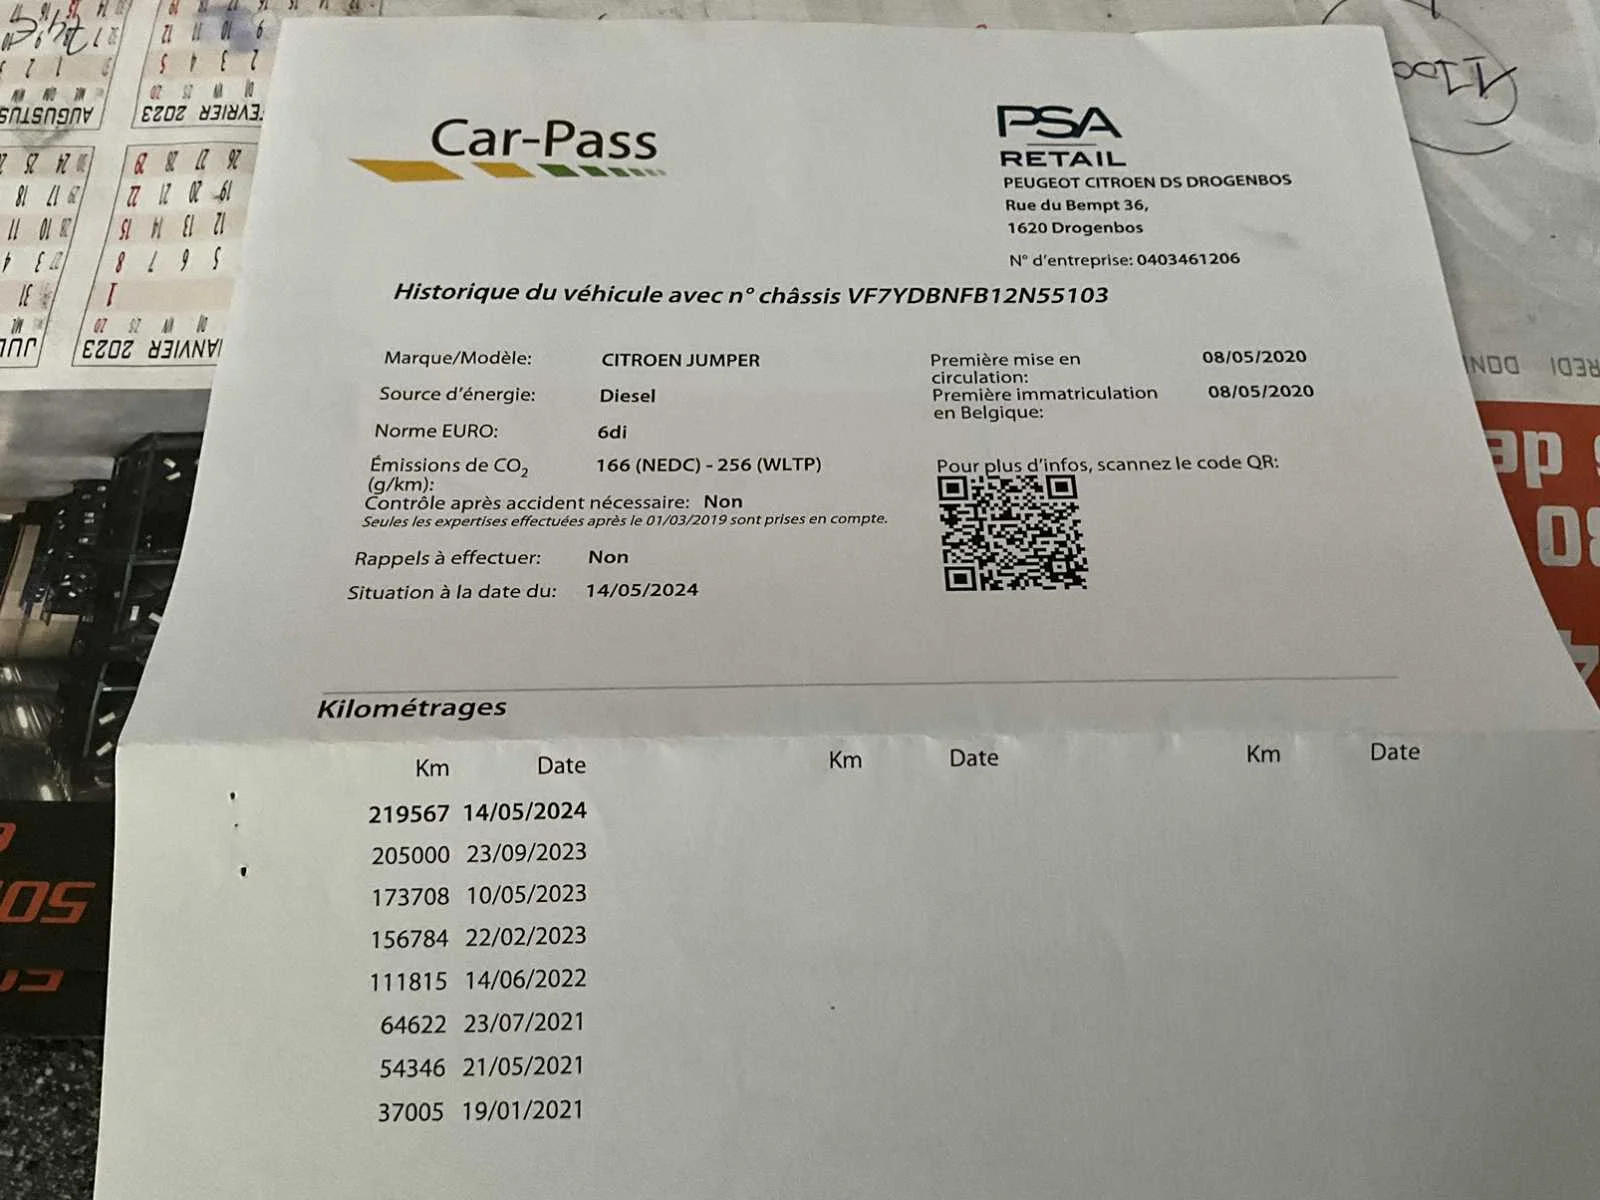 Car-Pass
PSA
RETAIL
PEUGEOT CITROEN DS DROGENBOS
Rue du Bempt 36,
1620 Drogenbos
N° d'entreprise: 0403461206
Historique du véhicule avec n° châssis VF7YDBNFB12N55103
Marque/Modèle: CITROEN JUMPER
Source d'énergie: Diesel
Norme EURO: 6di
Émissions de CO2 166 (NEDC) - 256 (WLTP)
(g/km):
Contrôle après accident nécessaire: Non
Seules les expertises effectuées après le 01/03/2019 sont prises en compte.
Rappels à effectuer: Non
Situation à la date du: 14/05/2024
Première mise en 08/05/2020
circulation:
Première immatriculation 08/05/2020
en Belgique:
Pour plus d'infos, scannez le code QR:
Kilométrages
Km Date Km Date Km Date
219567 14/05/2024
205000 23/09/2023
173708 10/05/2023
156784 22/02/2023
111815 14/06/2022
64622 23/07/2021
54346 21/05/2021
37005 19/01/2021